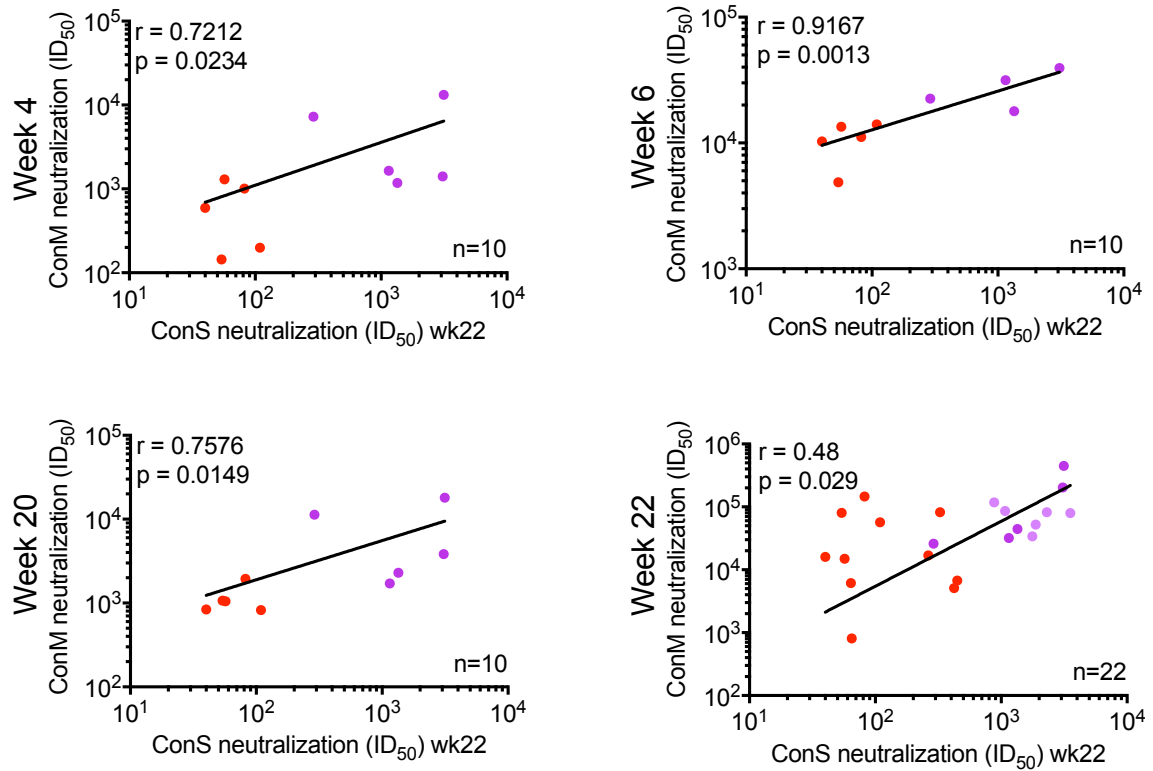 Week 4
ConM neutralization (ID50)
10^5
10^4
10^3
10^2
r = 0.7212
p = 0.0234
n=10
10^1 10^2 10^3 10^4
ConS neutralization (ID50) wk22
Week 6
ConM neutralization (ID50)
10^5
10^4
10^3
r = 0.9167
p = 0.0013
n=10
10^1 10^2 10^3 10^4
ConS neutralization (ID50) wk22
Week 20
ConM neutralization (ID50)
10^5
10^4
10^3
10^2
r = 0.7576
p = 0.0149
n=10
10^1 10^2 10^3 10^4
ConS neutralization (ID50) wk22
Week 22
ConM neutralization (ID50)
10^6
10^5
10^4
10^3
10^2
r = 0.48
p = 0.029
n=22
10^1 10^2 10^3 10^4
ConS neutralization (ID50) wk22